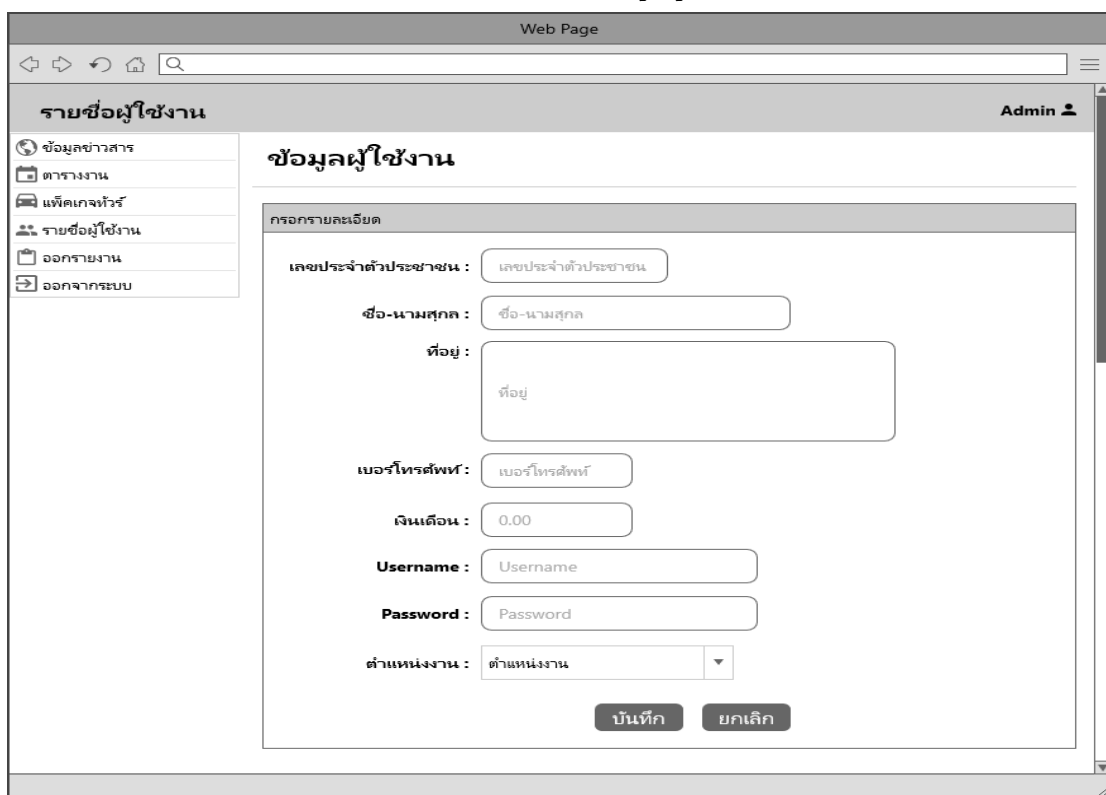 Web Page
รายชื่อผู้ใช้งาน
Admin
ข้อมูลข่าวสาร
ตารางงาน
แพ็คเกจทัวร์
รายชื่อผู้ใช้งาน
ออกรายงาน
ออกจากระบบ
ข้อมูลผู้ใช้งาน
กรอกรายละเอียด
เลขประจำตัวประชาชน : เลขประจำตัวประชาชน
ชื่อ-นามสุกล : ชื่อ-นามสุกล
ที่อยู่ : ที่อยู่
เบอร์โทรศัพท์ : เบอร์โทรศัพท์
เงินเดือน : 0.00
Username : Username
Password : Password
ตำแหน่งงาน : ตำแหน่งงาน
บันทึก ยกเลิก